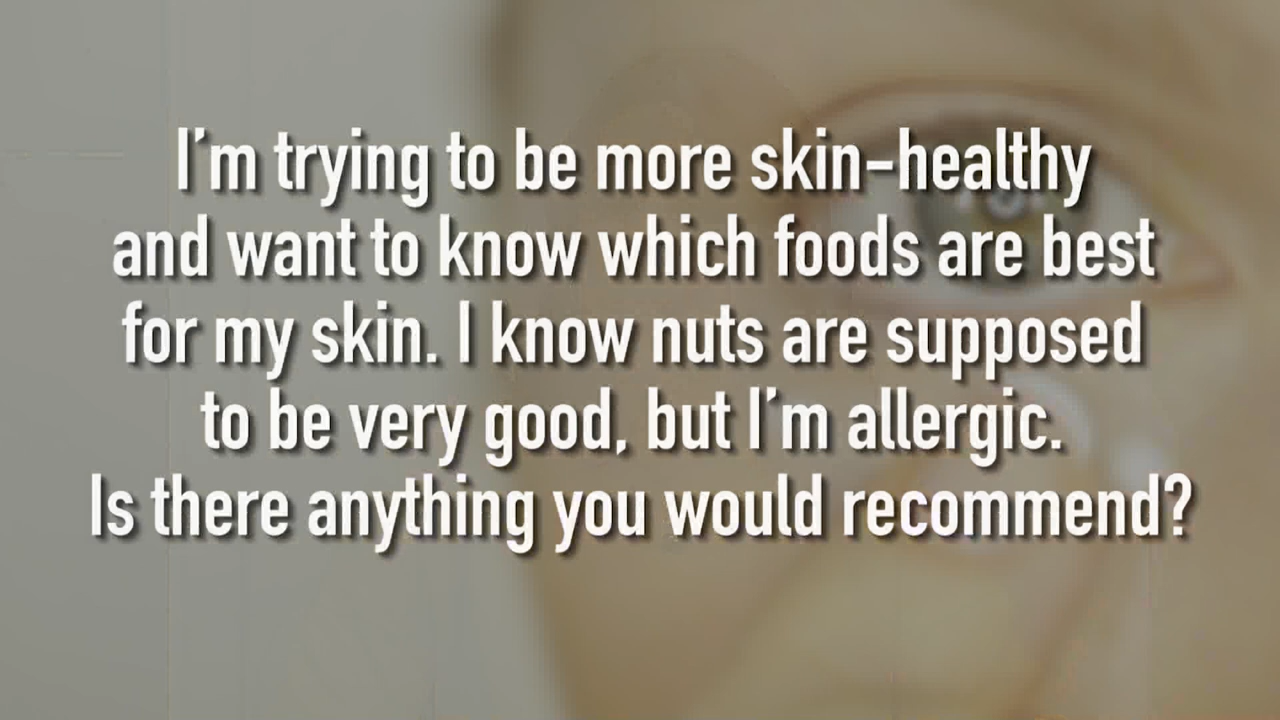 I'm trying to be more skin-healthy
and want to know which foods are best
for my skin. I know nuts are supposed
to be very good, but I'm allergic.
Is there anything you would recommend?